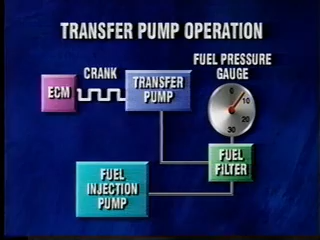 TRANSFER PUMP OPERATION
CRANK
FUEL PRESSURE
GAUGE
ECM
TRANSFER
PUMP
0
10
20
30
FUEL
FILTER
FUEL
INJECTION
PUMP